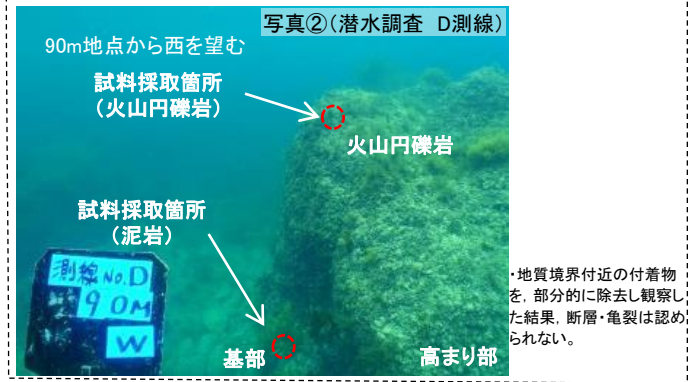 写真②(潜水調査 D測線)
90m地点から西を望む
試料採取箇所
(火山円礫岩)
火山円礫岩
試料採取箇所
(泥岩)
測線 No.D
90M
W
基部
高まり部
・地質境界付近の付着物
を，部分的に除去し観察し
た結果，断層・亀裂は認め
られない。